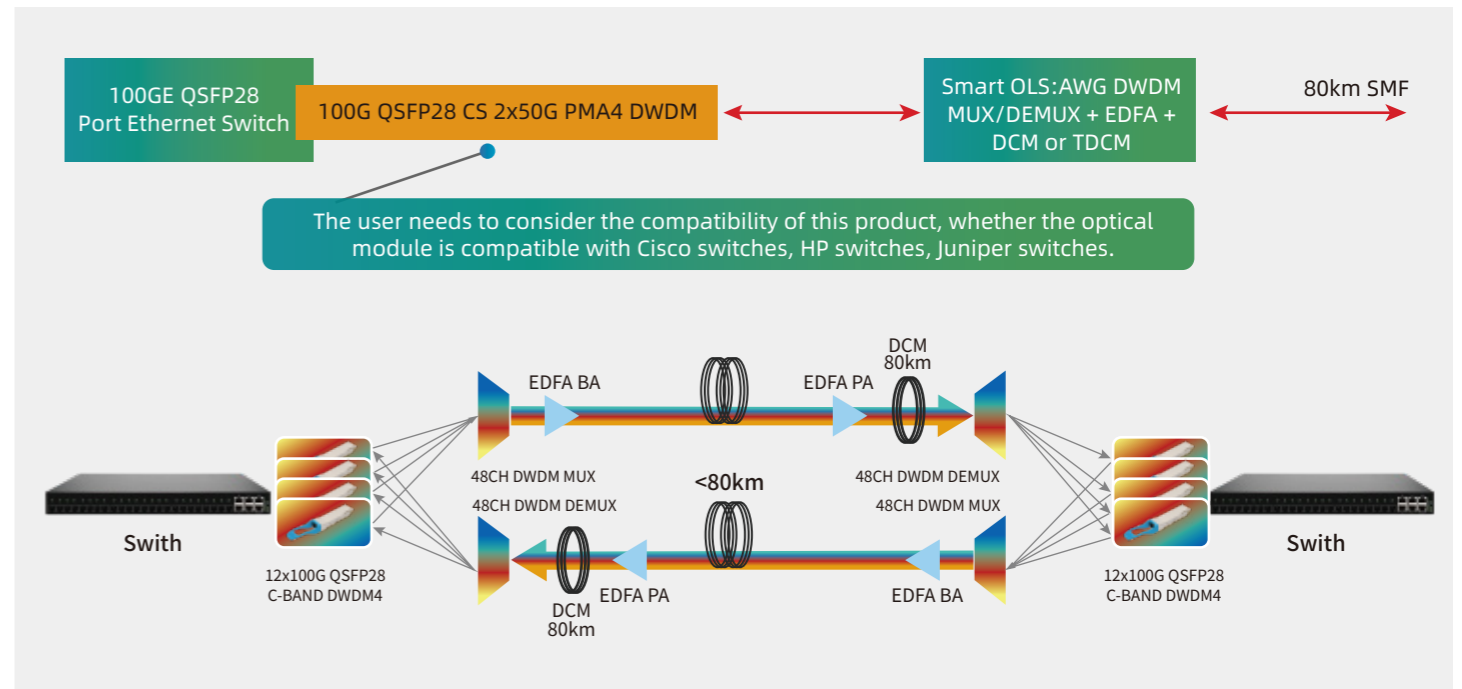 100GE QSFP28
Port Ethernet Switch
100G QSFP28 CS 2x50G PMA4 DWDM
Smart OLS:AWG DWDM
MUX/DEMUX + EDFA +
DCM or TDCM
80km SMF
The user needs to consider the compatibility of this product, whether the optical
module is compatible with Cisco switches, HP switches, Juniper switches.
DCM
80km
EDFA BA
EDFA PA
48CH DWDM MUX
<80km
48CH DWDM DEMUX
48CH DWDM DEMUX
48CH DWDM MUX
Swith
Swith
12x100G QSFP28
C-BAND DWDM4
EDFA PA
EDFA BA
12x100G QSFP28
C-BAND DWDM4
DCM
80km